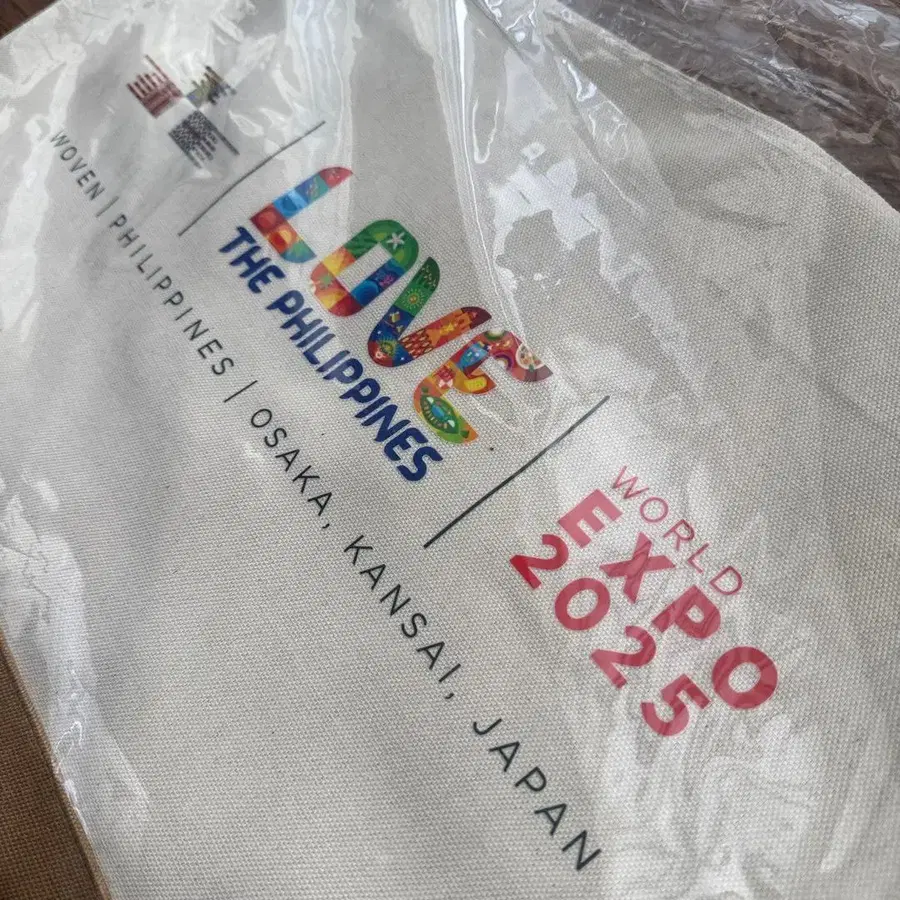 LOVE
THE PHILIPPINES
WORLD
EXPO
2025
WOVEN | PHILIPPINES | OSAKA, KANSAI, JAPAN